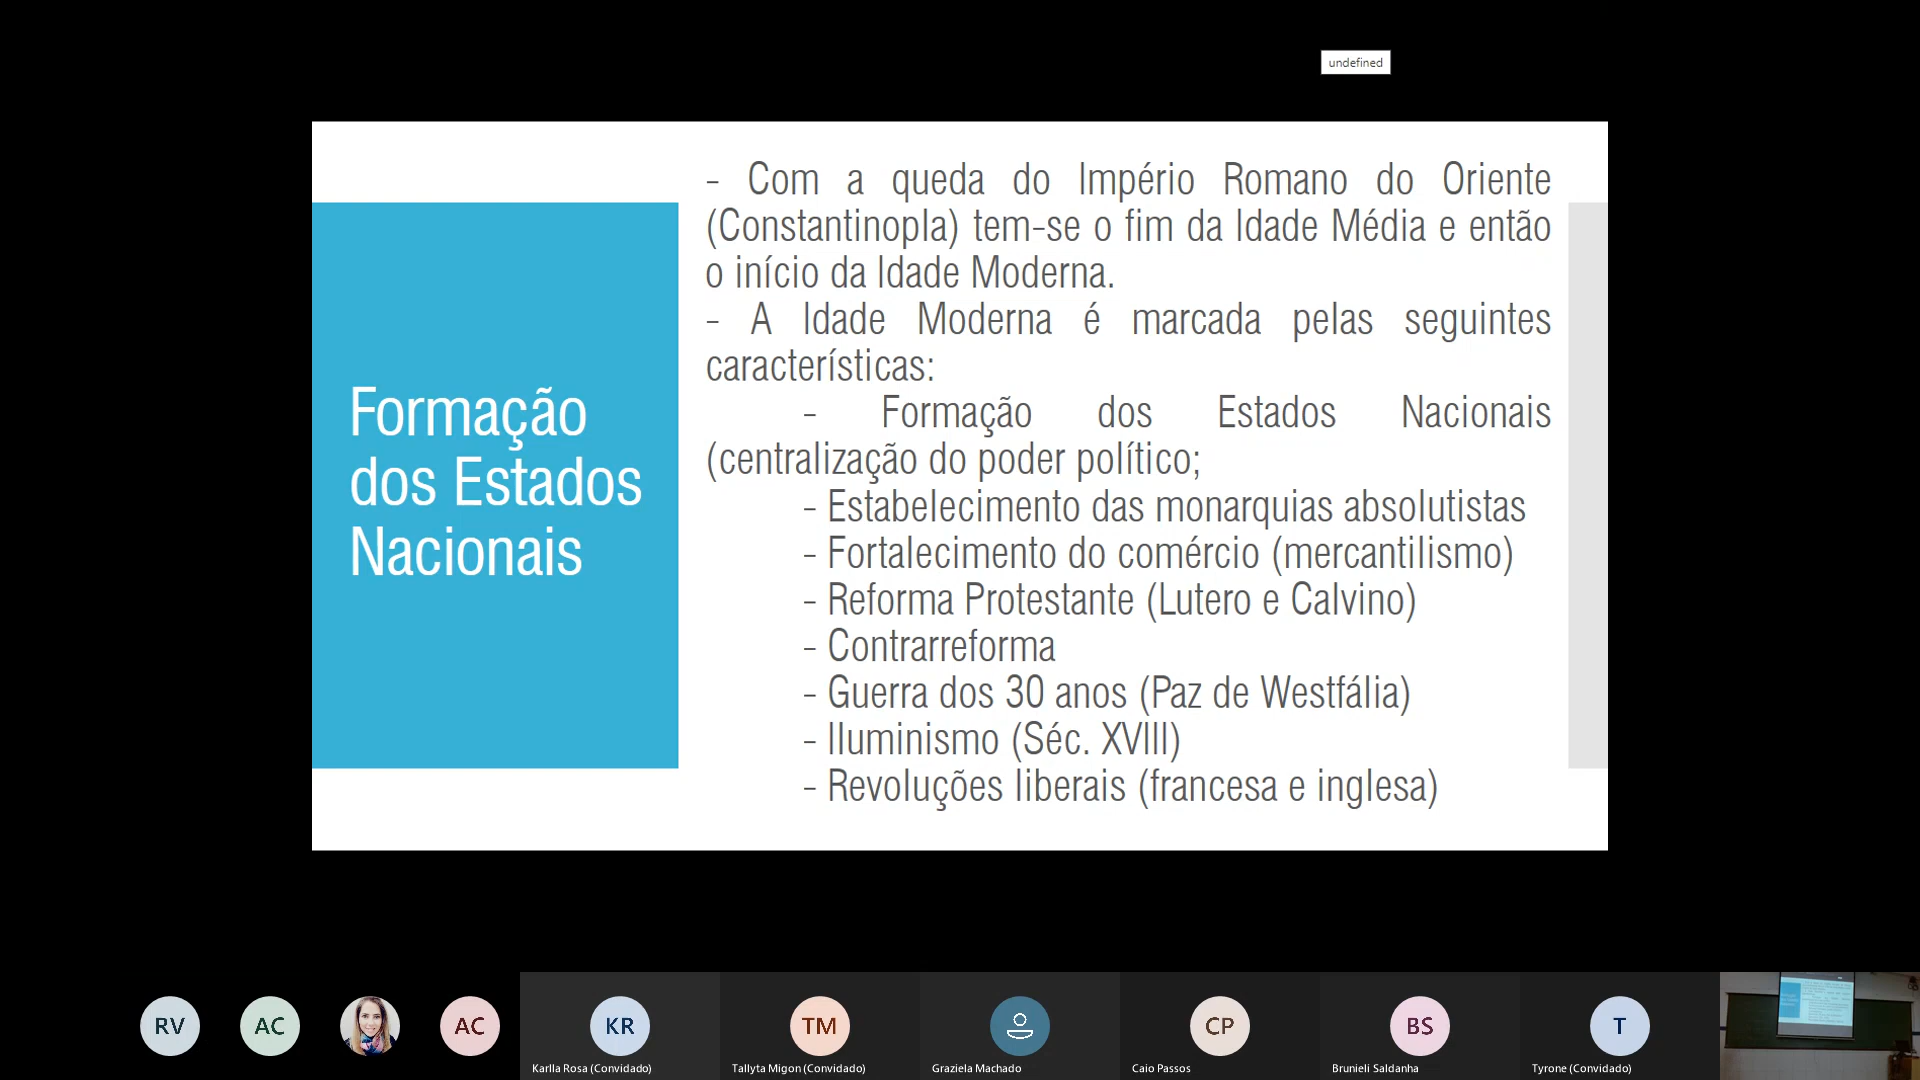 undefined
Formação
dos Estados
Nacionais
- Com a queda do Império Romano do Oriente
(Constantinopla) tem-se o fim da Idade Média e então
o início da Idade Moderna.
- A Idade Moderna é marcada pelas seguintes
características:
- Formação dos Estados Nacionais
(centralização do poder político;
- Estabelecimento das monarquias absolutistas
- Fortalecimento do comércio (mercantilismo)
- Reforma Protestante (Lutero e Calvino)
- Contrarreforma
- Guerra dos 30 anos (Paz de Westfália)
- Iluminismo (Séc. XVIII)
- Revoluções liberais (francesa e inglesa)
RV
AC
AC
KR
Karlla Rosa (Convidado)
TM
Tallyta Migon (Convidado)
Graziela Machado
CP
Caio Passos
BS
Brunieli Saldanha
T
Tyrone (Convidado)